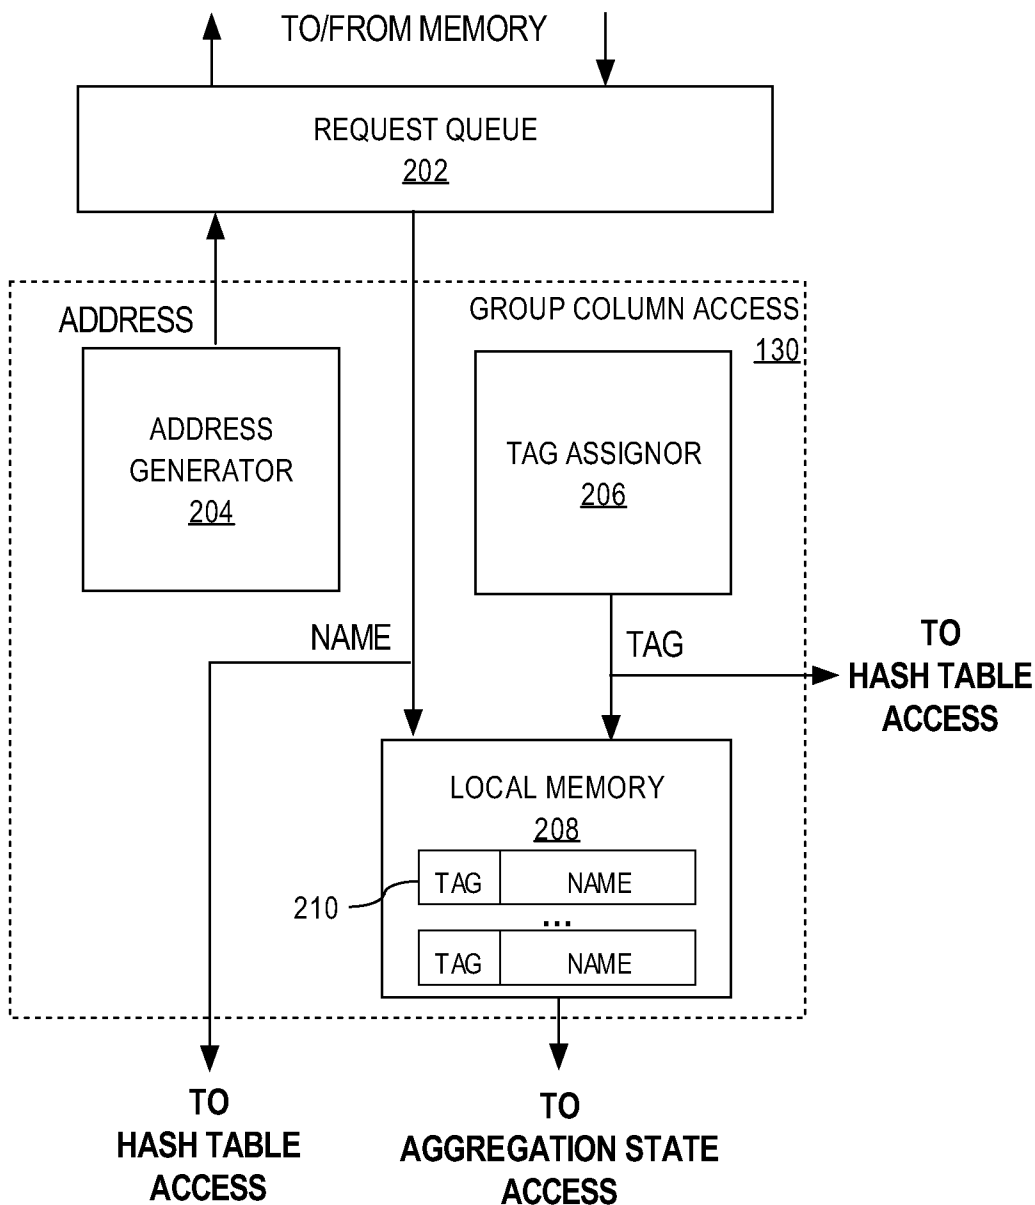 TO/FROM MEMORY
REQUEST QUEUE
202
GROUP COLUMN ACCESS
130
ADDRESS
ADDRESS
GENERATOR
204
TAG ASSIGNOR
206
NAME
TAG
TO
HASH TABLE
ACCESS
LOCAL MEMORY
208
TAG NAME
210
...
TAG NAME
TO
HASH TABLE
ACCESS
TO
AGGREGATION STATE
ACCESS